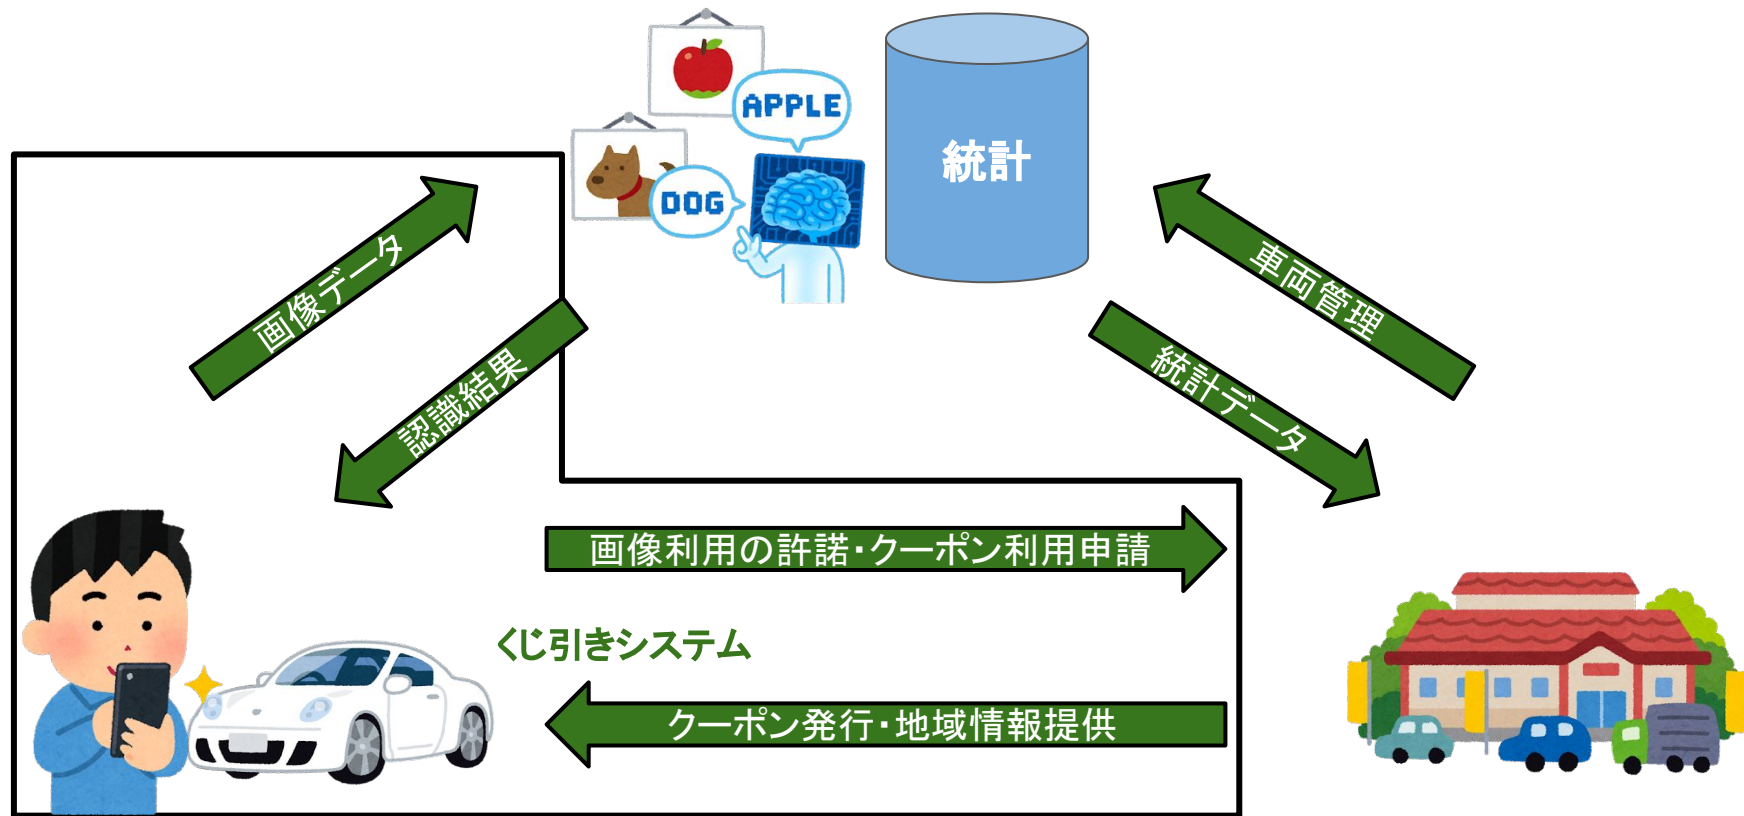 APPLE
DOG
統計
画像データ
認識結果
車両管理
統計データ
画像利用の許諾・クーポン利用申請
くじ引きシステム
クーポン発行・地域情報提供